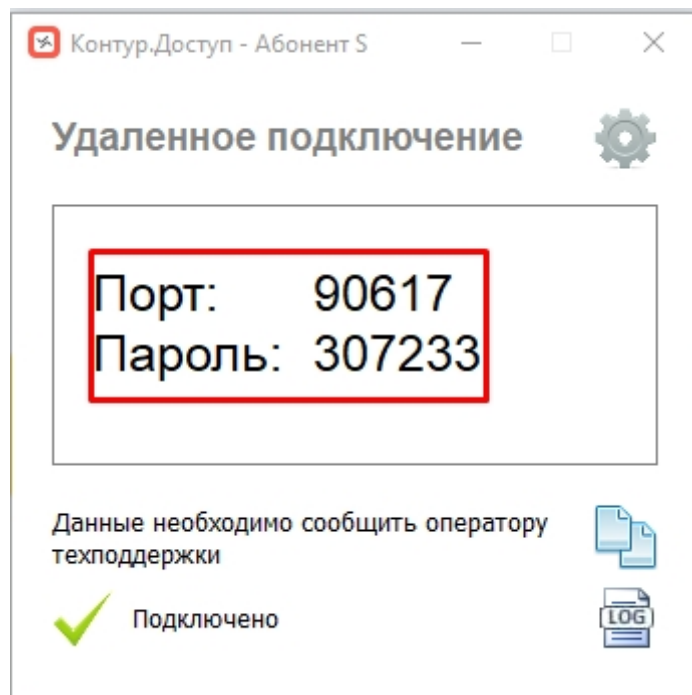 Контур.Доступ - Абонент S
Удаленное подключение
Порт: 90617
Пароль: 307233
Данные необходимо сообщить оператору
техподдержки
Подключено
LOG